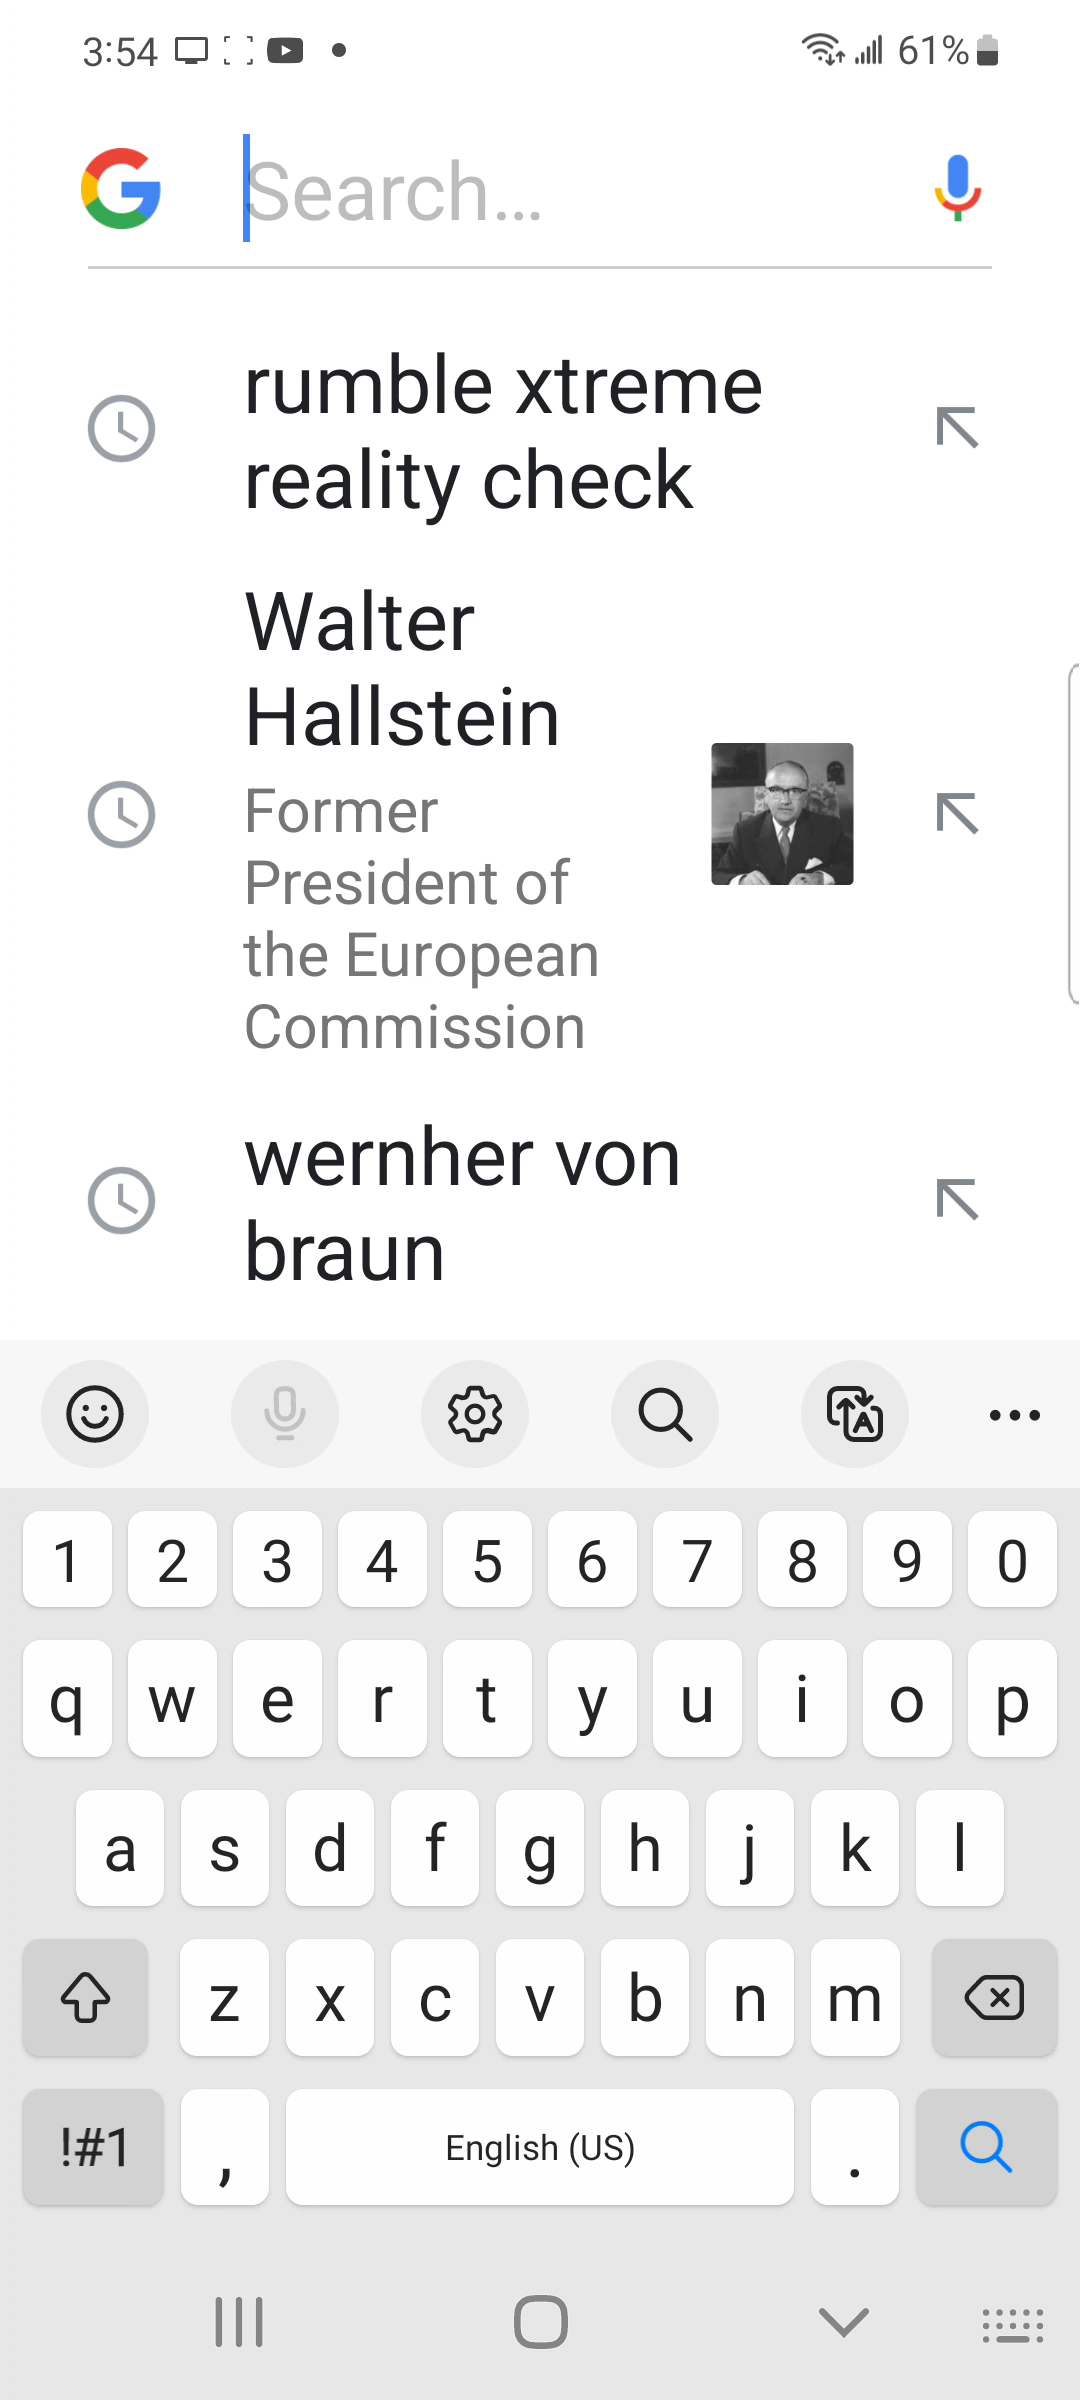 3:54 61%
Search...
rumble xtreme
reality check
Walter
Hallstein
Former
President of
the European
Commission
wernher von
braun
1 2 3 4 5 6 7 8 9 0
q w e r t y u i o p
a s d f g h j k l
z x c v b n m
!#1 , English (US) .